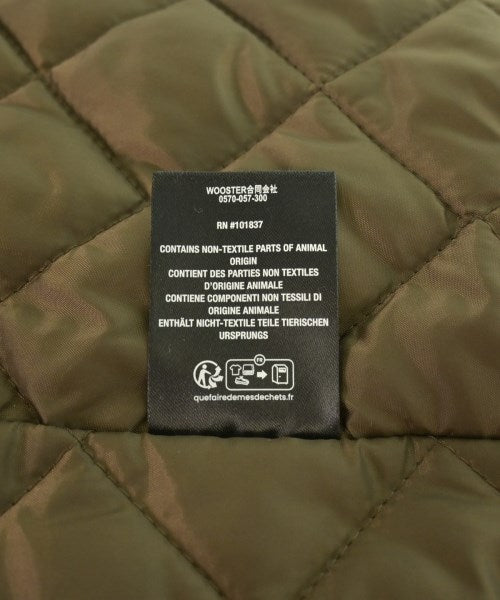 WOOSTER合同会社
0570-057-300
RN #101837
CONTAINS NON-TEXTILE PARTS OF ANIMAL
ORIGIN
CONTIENT DES PARTIES NON TEXTILES
D'ORIGINE ANIMALE
CONTIENE COMPONENTI NON TESSILI DI
ORIGINE ANIMALE
ENTHÄLT NICHT-TEXTILE TEILE TIERISCHEN
URSPRUNGS
FR
quefairedemesdechets.fr